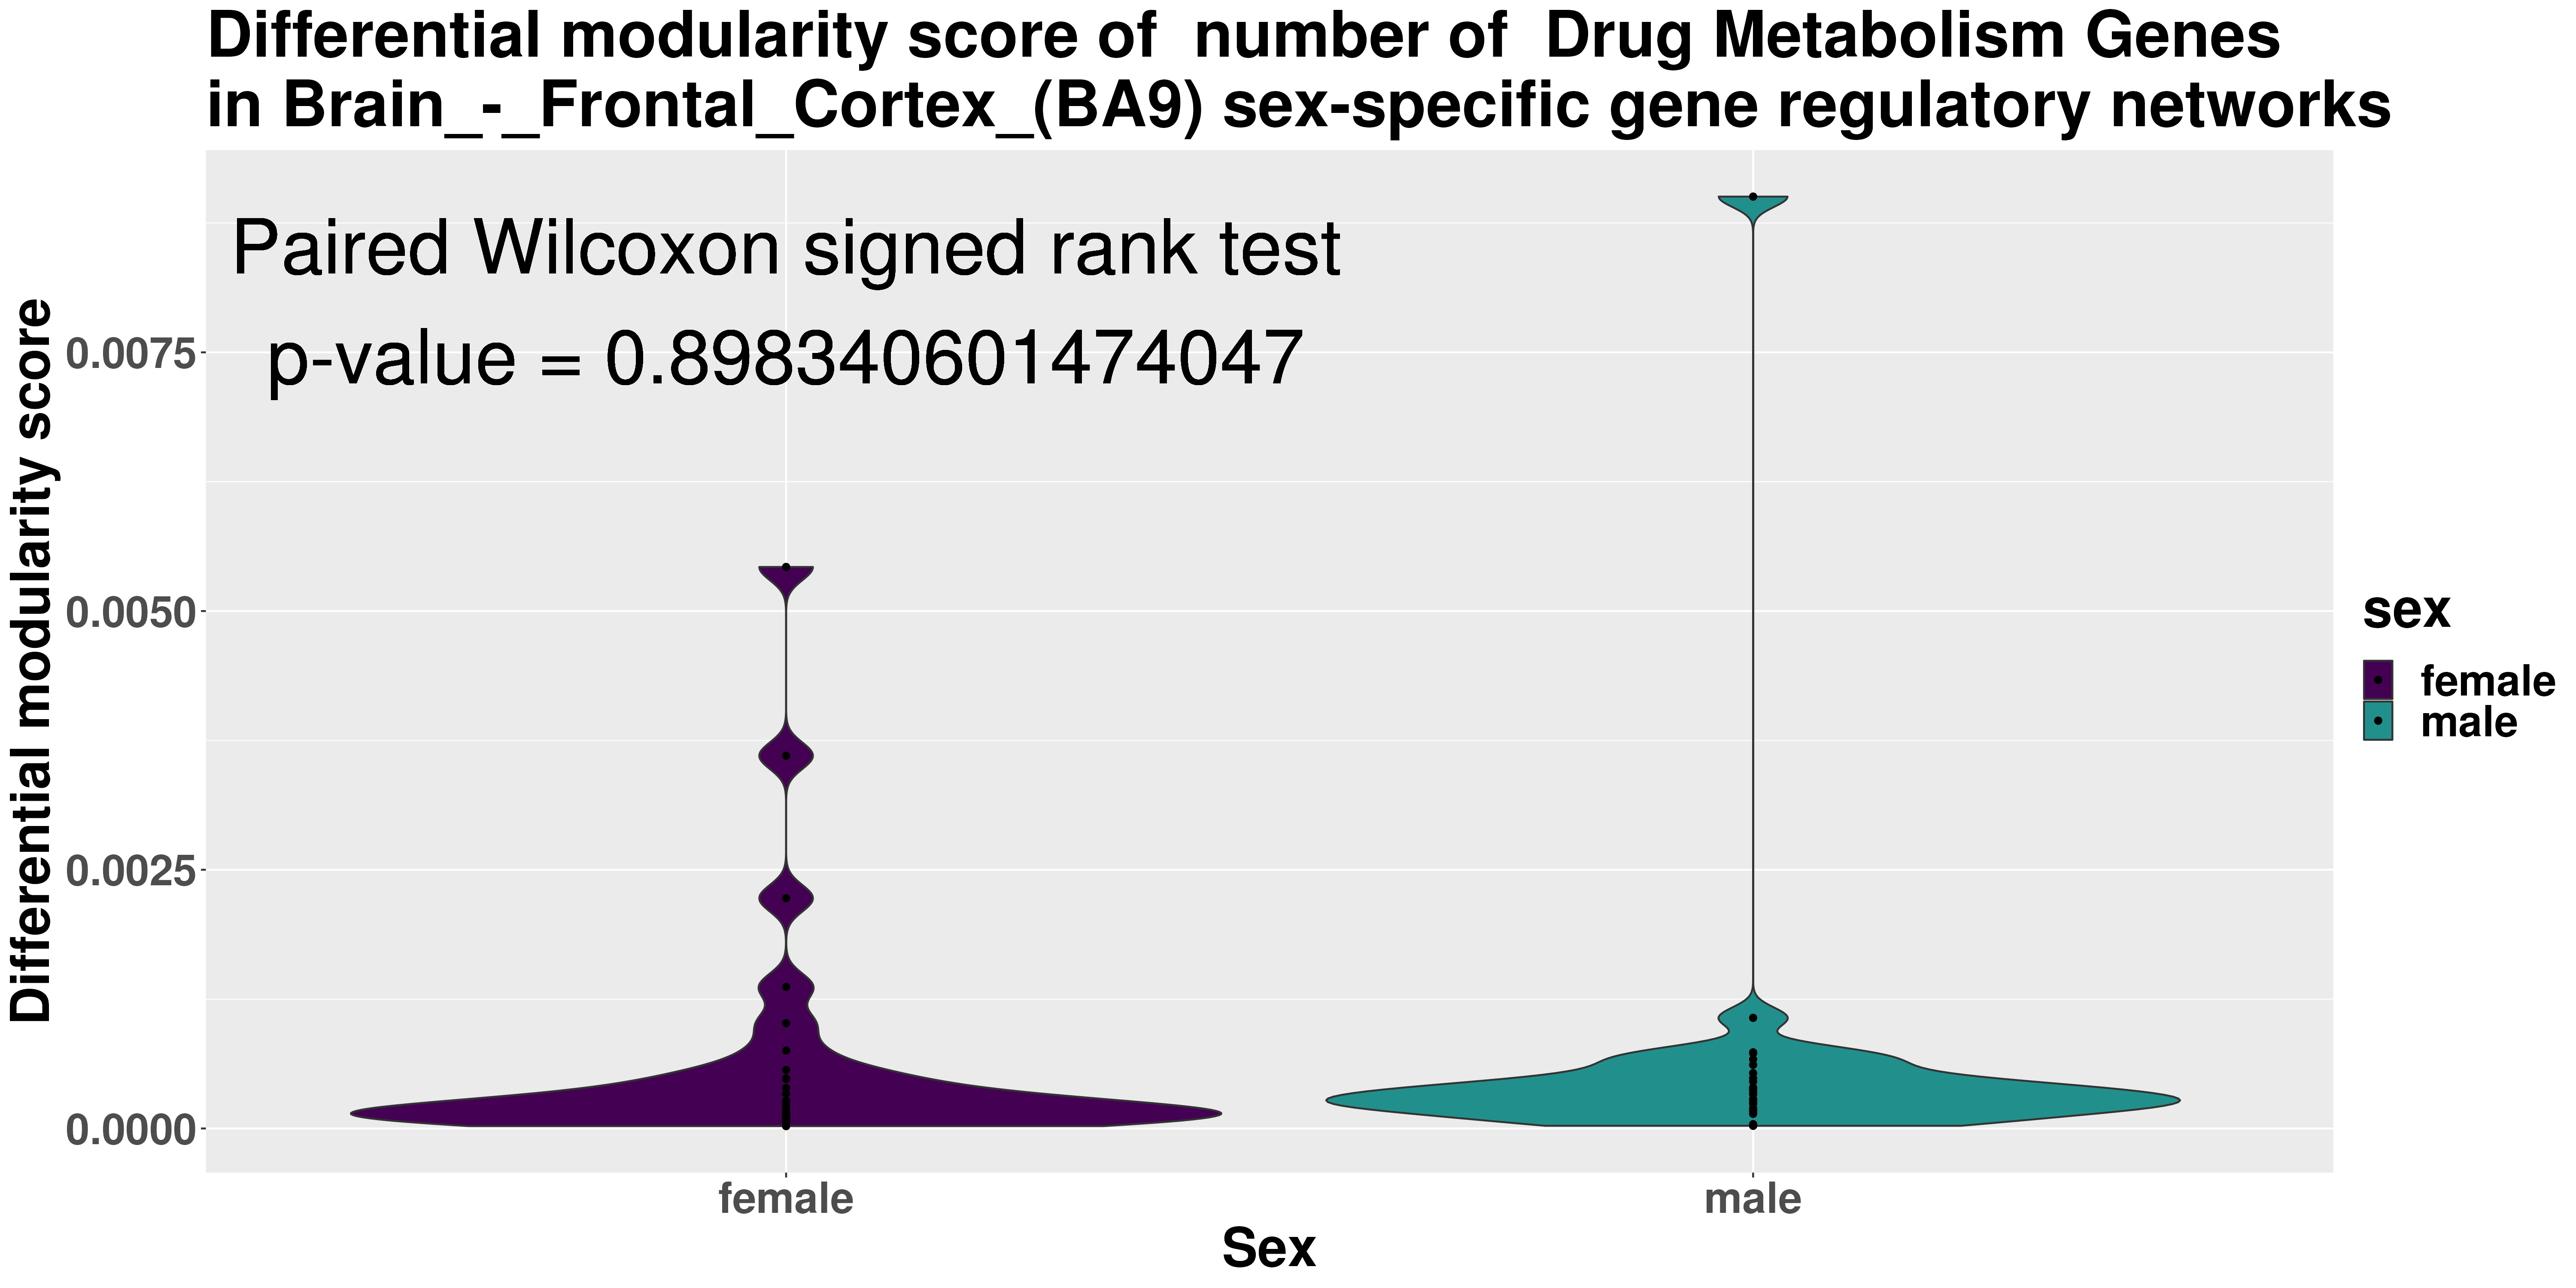 Differential modularity score of  number of  Drug Metabolism Genes
in Brain_-_Frontal_Cortex_(BA9) sex-specific gene regulatory networks
Paired Wilcoxon signed rank test
p-value = 0.898340601474047
Differential modularity score
0.0075
0.0050
0.0025
0.0000
female
male
Sex
sex
female
male